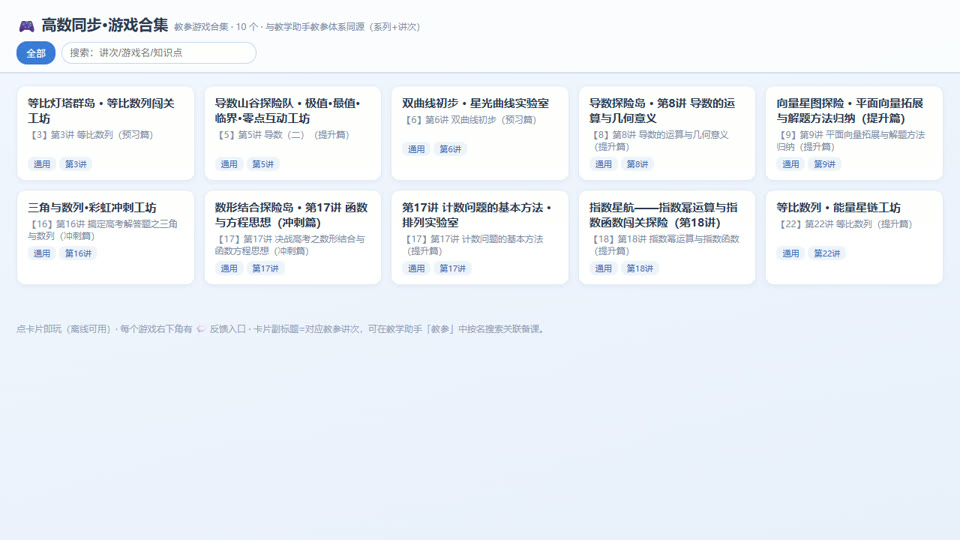 高数同步•游戏合集 教参游戏合集 · 10 个 · 与教学助手教参体系同源（系列+讲次）
全部 搜索：讲次/游戏名/知识点
等比灯塔群岛 • 等比数列闯关
工坊
【3】第3讲 等比数列（预习篇）
通用 第3讲
导数山谷探险队 • 极值•最值•
临界•零点互动工坊
【5】第5讲 导数（二）（提升篇）
通用 第5讲
双曲线初步 • 星光曲线实验室
【6】第6讲 双曲线初步（预习篇）
通用 第6讲
导数探险岛 • 第8讲 导数的运
算与几何意义
【8】第8讲 导数的运算与几何意义
（提升篇）
通用 第8讲
向量星图探险 • 平面向量拓展
与解题方法归纳（提升篇）
【9】第9讲 平面向量拓展与解题方法
归纳（提升篇）
通用 第9讲
三角与数列•彩虹冲刺工坊
【16】第16讲 搞定高考解答题之三角
与数列（冲刺篇）
通用 第16讲
数形结合探险岛 • 第17讲 函数
与方程思想（冲刺篇）
【17】第17讲 决战高考之数形结合与
函数方程思想（冲刺篇）
通用 第17讲
第17讲 计数问题的基本方法 •
排列实验室
【17】第17讲 计数问题的基本方法
（提升篇）
通用 第17讲
指数星航——指数幂运算与指
数函数闯关探险（第18讲）
【18】第18讲 指数幂运算与指数函数
（提升篇）
通用 第18讲
等比数列 • 能量星链工坊
【22】第22讲 等比数列（提升篇）
通用 第22讲
点卡片即玩（离线可用）· 每个游戏右下角有 反馈入口 · 卡片副标题=对应教参讲次，可在教学助手「教参」中按名搜索关联备课。